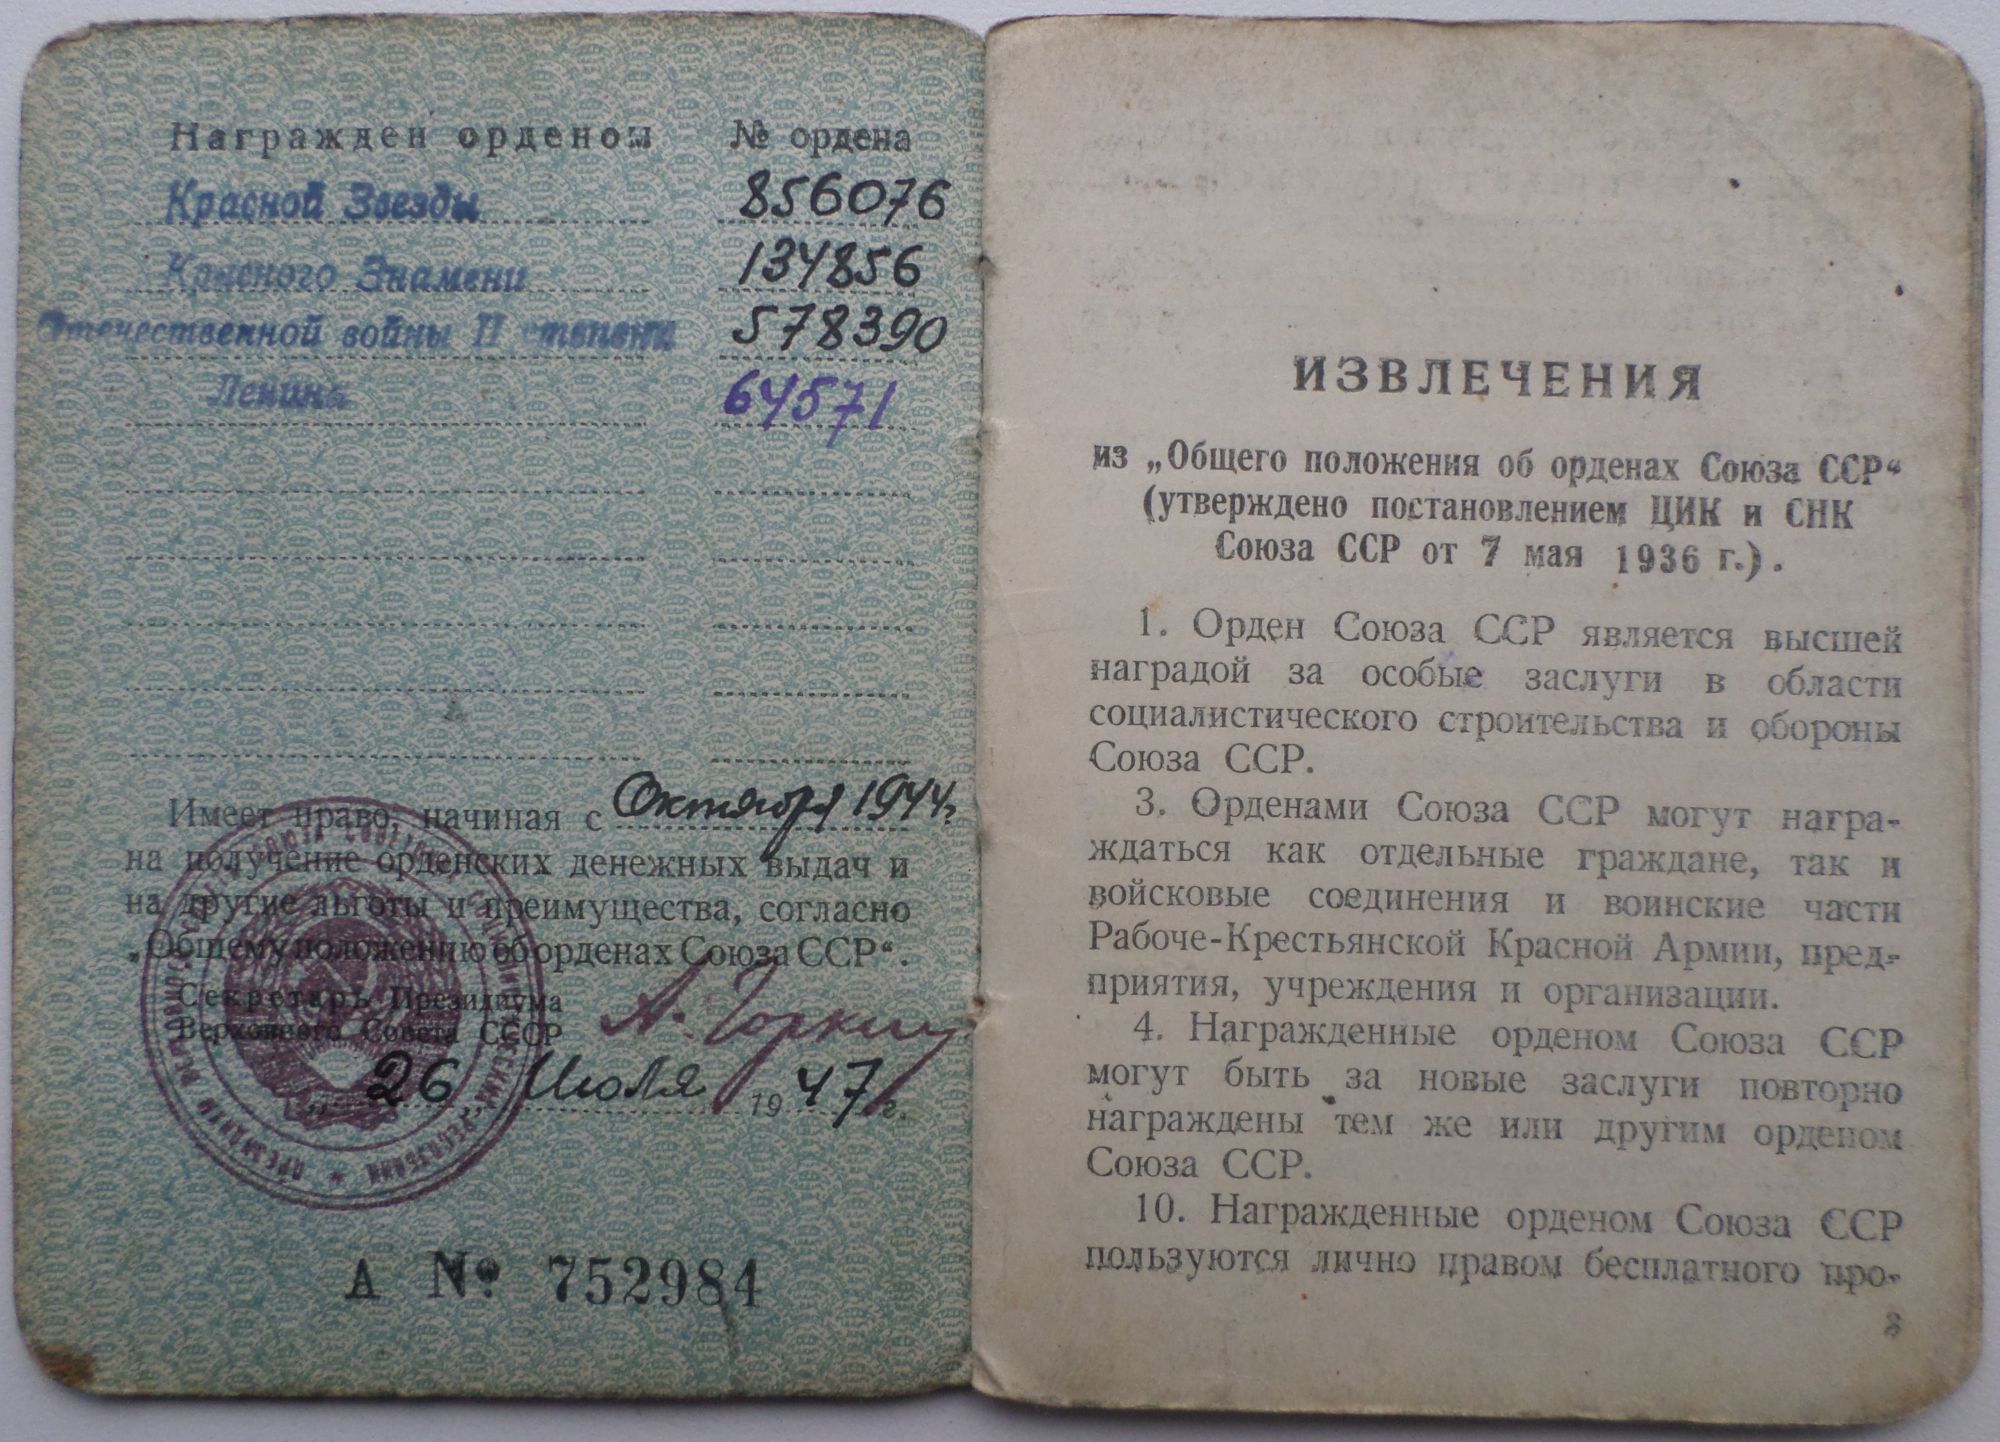 Награжден орденом № ордена
Красной Звезды 856076
Красного Знамени 134856
Отечественной войны II степени 578390
Ленина 64571
Имеет право, начиная с Октября 1944 г.
на получение орденских денежных выдач и
на другие льготы и преимущества, согласно
„Общему положению об орденах Союза ССР“.
Секретарь Президиума
Верховного Совета СССР А. Горкин
„26 „ Июля 1947 г.
А №. 752984
ИЗВЛЕЧЕНИЯ
из „Общего положения об орденах Союза ССР“
(утверждено постановлением ЦИК и СНК
Союза ССР от 7 мая 1936 г.).
1. Орден Союза ССР является высшей
наградой за особые заслуги в области
социалистического строительства и обороны
Союза ССР.
3. Орденами Союза ССР могут награ-
ждаться как отдельные граждане, так и
войсковые соединения и воинские части
Рабоче-Крестьянской Красной Армии, пред-
приятия, учреждения и организации.
4. Награжденные орденом Союза ССР
могут быть за новые заслуги повторно
награждены тем же или другим орденом
Союза ССР.
10. Награжденные орденом Союза ССР
пользуются лично правом бесплатного про-
3